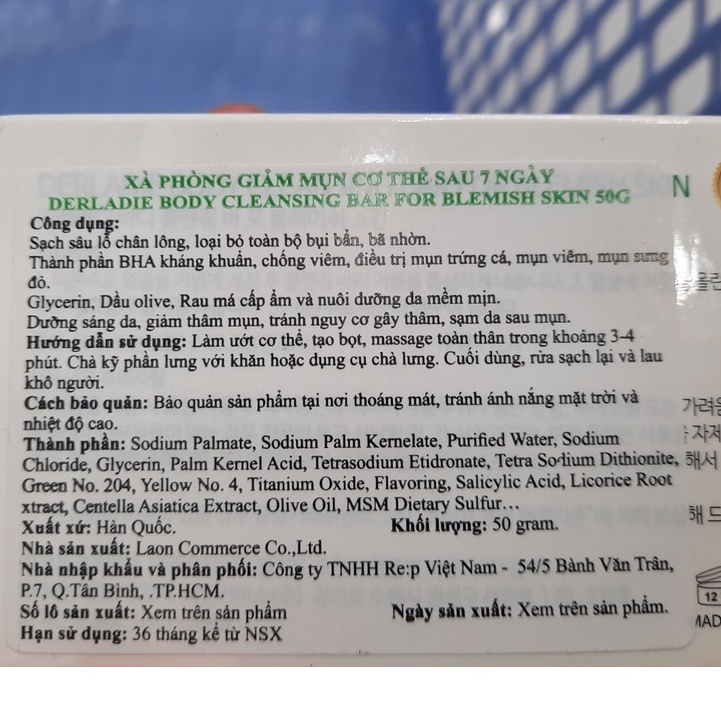 XÀ PHÒNG GIẢM MỤN CƠ THỂ SAU 7 NGÀY
DERLADIE BODY CLEANSING BAR FOR BLEMISH SKIN 50G
N
Công dụng:
Sạch sâu lỗ chân lông, loại bỏ toàn bộ bụi bẩn, bã nhờn.
Thành phần BHA kháng khuẩn, chống viêm, điều trị mụn trứng cá, mụn viêm, mụn sưng
đỏ.
Glycerin, Dầu olive, Rau má cấp ẩm và nuôi dưỡng da mềm mịn.
Dưỡng sáng da, giảm thâm mụn, tránh nguy cơ gây thâm, sạm da sau mụn.
Hướng dẫn sử dụng: Làm ướt cơ thể, tạo bọt, massage toàn thân trong khoảng 3-4
phút. Chà kỹ phần lưng với khăn hoặc dụng cụ chà lưng. Cuối dùng, rửa sạch lại và lau
khô người.
Cách bảo quản: Bảo quản sản phẩm tại nơi thoáng mát, tránh ánh nắng mặt trời và
nhiệt độ cao.
Thành phần: Sodium Palmate, Sodium Palm Kernelate, Purified Water, Sodium
Chloride, Glycerin, Palm Kernel Acid, Tetrasodium Etidronate, Tetra Sodium Dithionite,
Green No. 204, Yellow No. 4, Titanium Oxide, Flavoring, Salicylic Acid, Licorice Root
xtract, Centella Asiatica Extract, Olive Oil, MSM Dietary Sulfur…
Xuất xứ: Hàn Quốc. Khối lượng: 50 gram.
Nhà sản xuất: Laon Commerce Co.,Ltd.
Nhà nhập khẩu và phân phối: Công ty TNHH Re:p Việt Nam - 54/5 Bành Văn Trân,
P.7, Q.Tân Bình, .TP.HCM.
Số lô sản xuất: Xem trên sản phẩm Ngày sản xuất: Xem trên sản phẩm.
Hạn sử dụng: 36 tháng kể từ NSX
가려움
자제
해서
해 드
12
MAD